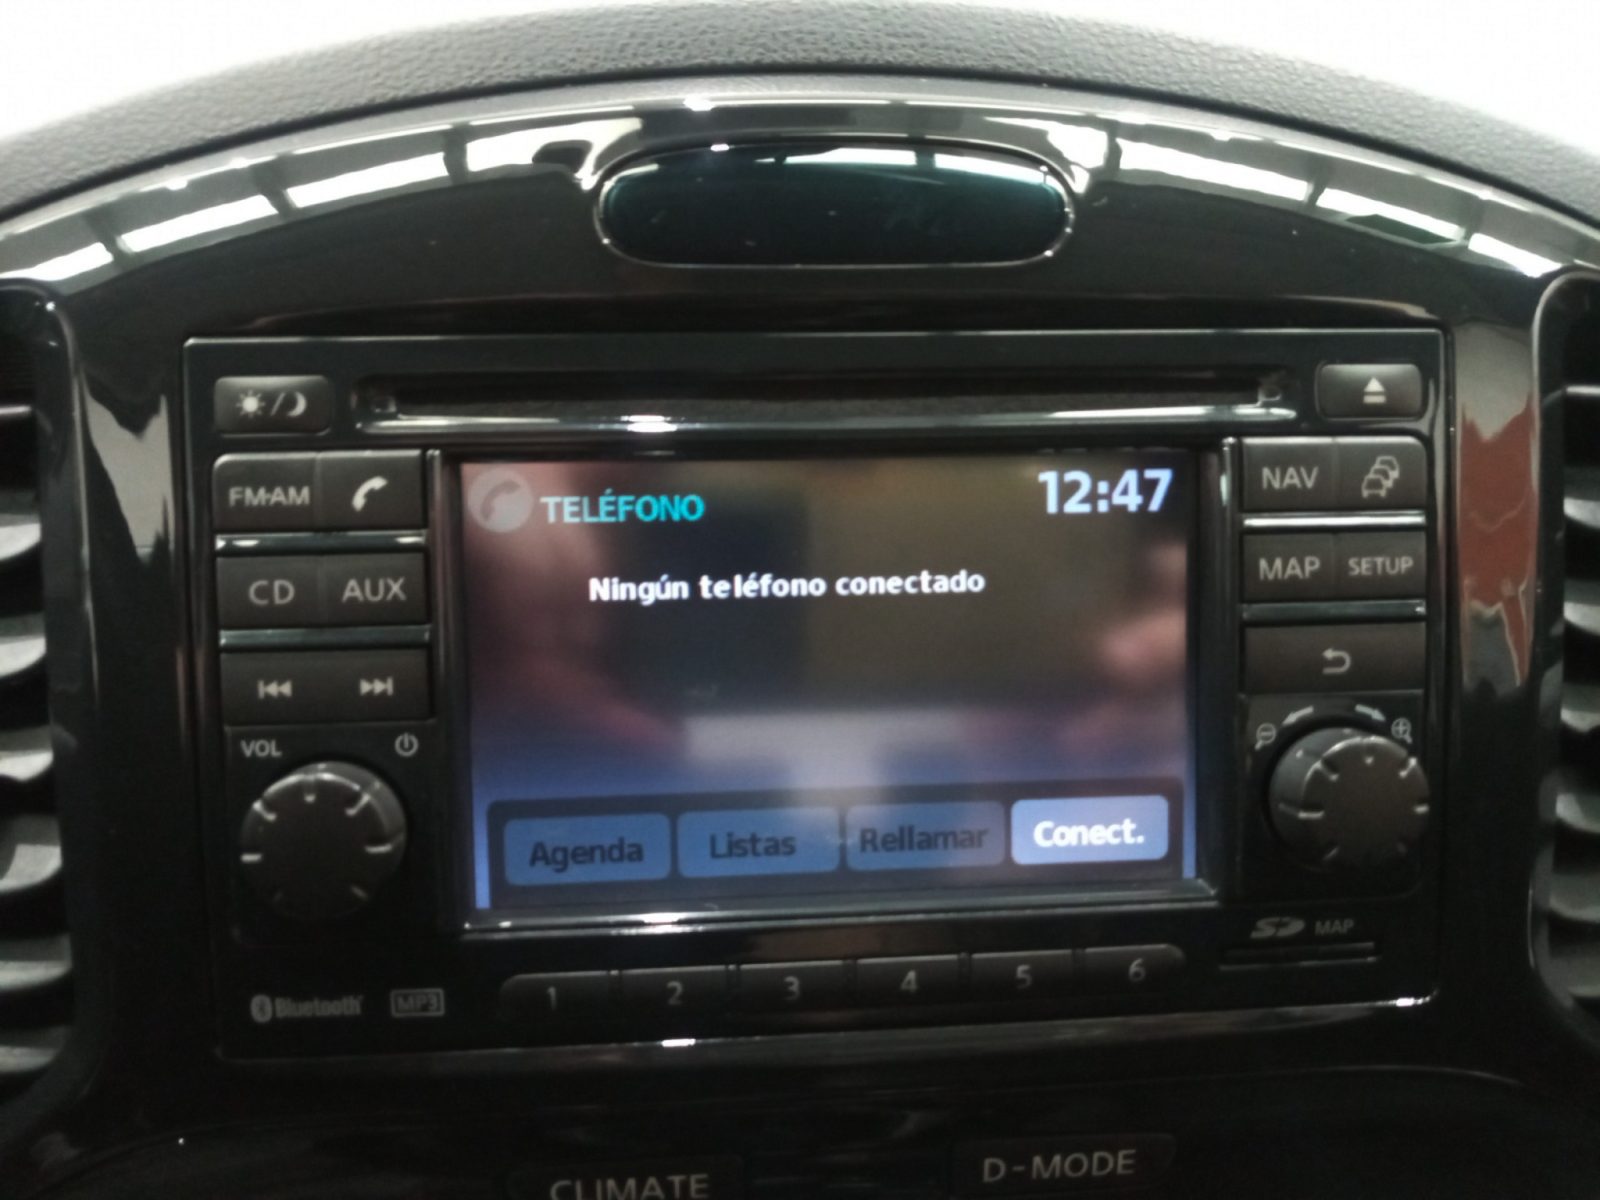 FM·AM
CD
AUX
VOL
TELÉFONO
12:47
Ningún teléfono conectado
Agenda
Listas
Rellamar
Conect.
NAV
MAP
SETUP
SD MAP
Bluetooth
MP3
1
2
3
4
5
6
CLIMATE
D-MODE